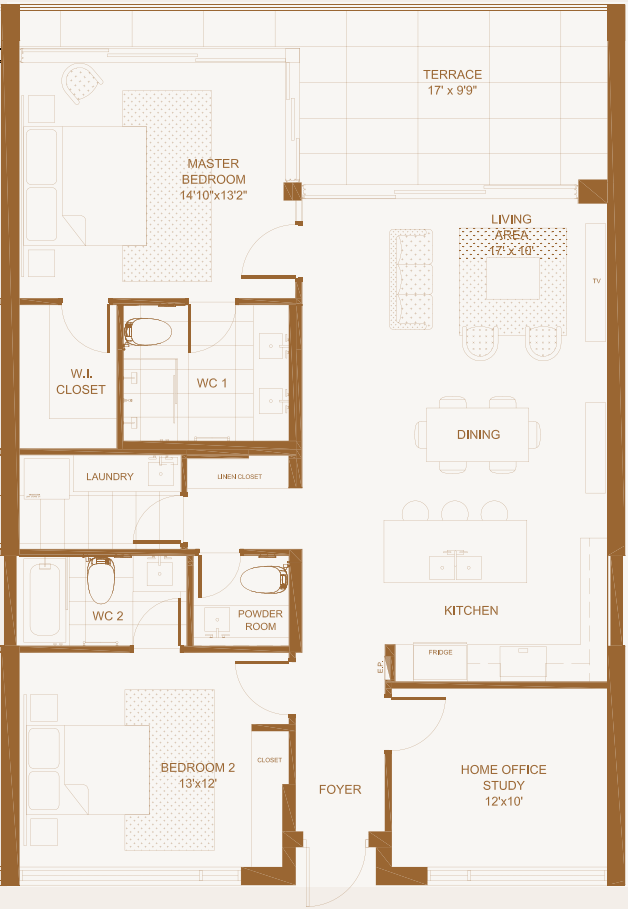 TERRACE
17' x 9'9"
MASTER
BEDROOM
14'10"x13'2"
LIVING
AREA
17' x 10'
TV
W.I.
CLOSET
WC 1
DINING
LAUNDRY
LINEN CLOSET
WC 2
POWDER
ROOM
KITCHEN
FRIDGE
E.P.
BEDROOM 2
13'x12'
CLOSET
FOYER
HOME OFFICE
STUDY
12'x10'